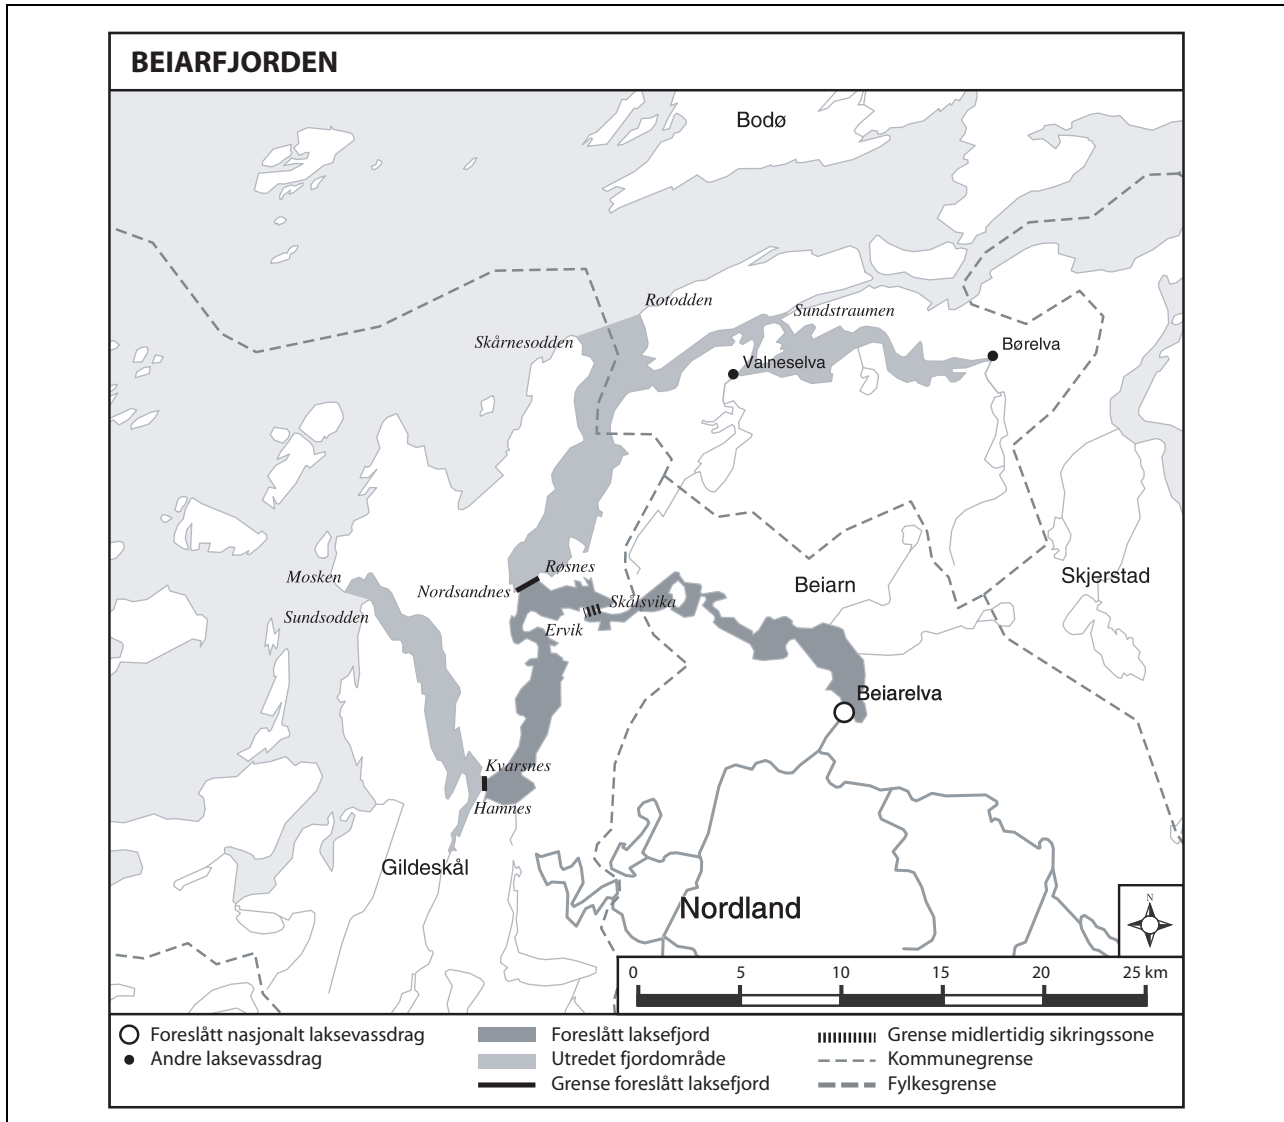 BEIARFJORDEN
Bodø
Rotodden
Sundstraumen
Skårnesodden
Børelva
Valneselva
Røsnes
Mosken
Nordsandnes
Beiarn
Skjerstad
Skålsvika
Sundsodden
Ervik
Beiarelva
Kvarsnes
Hamnes
Gildeskål
Nordland
N
0 5 10 15 20 25 km
Foreslått nasjonalt laksevassdrag
Andre laksevassdrag
Foreslått laksefjord
Utredet fjordområde
Grense foreslått laksefjord
Grense midlertidig sikringssone
Kommunegrense
Fylkesgrense